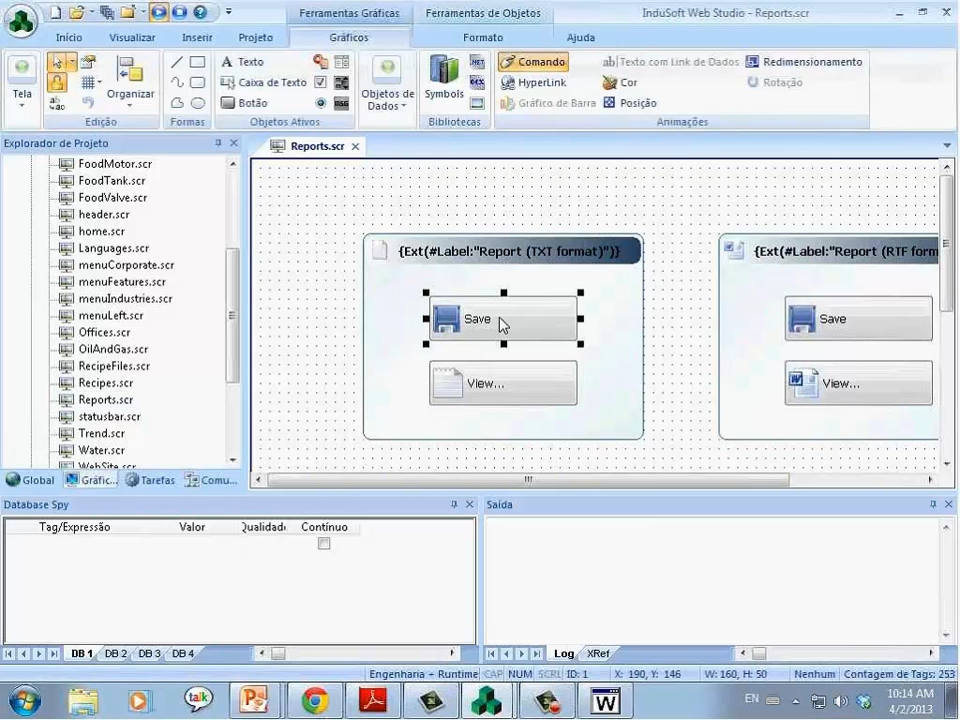 Ferramentas Gráficas
Ferramentas de Objetos
InduSoft Web Studio - Reports.scr
Início
Visualizar
Inserir
Projeto
Gráficos
Formato
Ajuda
Tela
Organizar
Edição
Formas
Texto
Caixa de Texto
Botão
Objetos Ativos
Objetos de Dados
Symbols
Bibliotecas
Comando
HyperLink
Gráfico de Barra
Texto com Link de Dados
Cor
Posição
Redimensionamento
Rotação
Animações
Explorador de Projeto
Reports.scr
FoodMotor.scr
FoodTank.scr
FoodValve.scr
header.scr
home.scr
Languages.scr
menuCorporate.scr
menuFeatures.scr
menuIndustries.scr
menuLeft.scr
Offices.scr
OilAndGas.scr
RecipeFiles.scr
Recipes.scr
Reports.scr
statusbar.scr
Trend.scr
Water.scr
WebSite.scr
Global
Gráfic...
Tarefas
Comu...
{Ext(#Label:"Report (TXT format)")}
Save
View...
{Ext(#Label:"Report (RTF form
Save
View...
Database Spy
Tag/Expressão
Valor
Qualidade
Contínuo
DB 1
DB 2
DB 3
DB 4
Saída
Log
XRef
Engenharia + Runtime
CAP
NUM
SCRL
ID: 1
X: 190, Y: 146
W: 160, H: 50
Nenhum
Contagem de Tags: 253
talk
EN
10:14 AM
4/2/2013